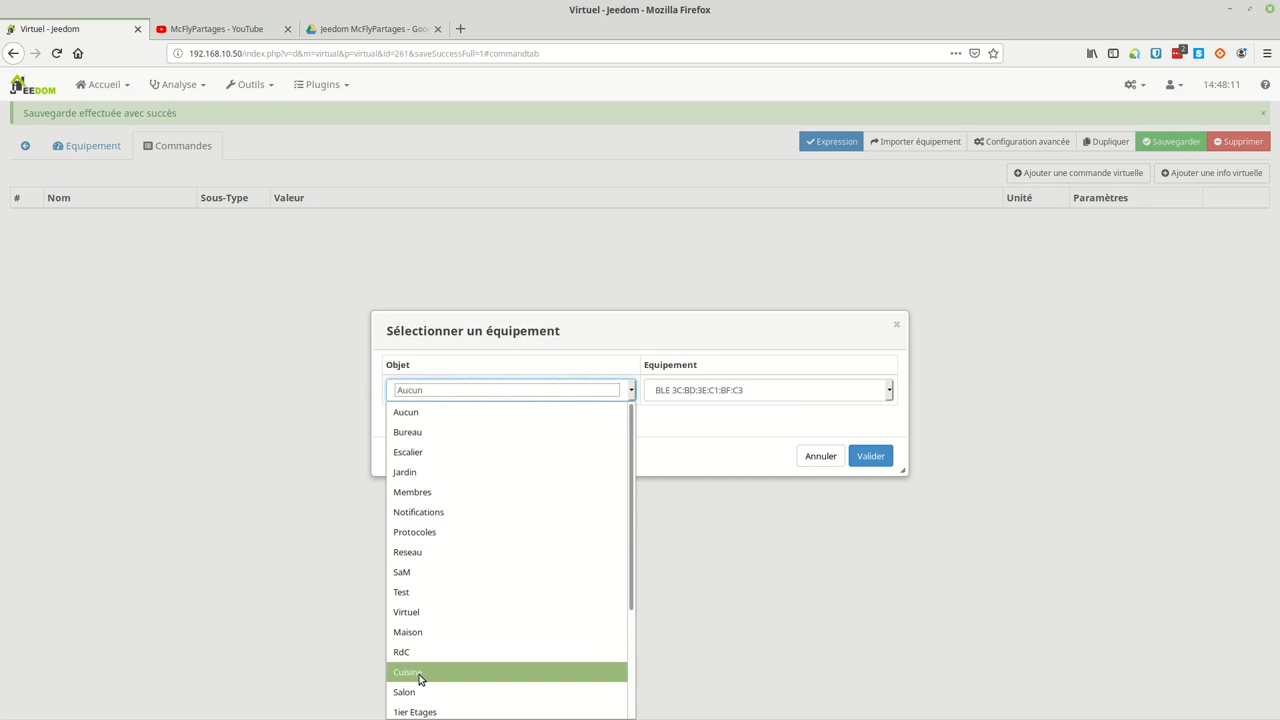 Virtuel - Jeedom - Mozilla Firefox
Virtuel - Jeedom
McFlyPartages - YouTube
Jeedom McFlyPartages - Goo
192.168.10.50/index.php?v=d&m=virtual&p=virtual&id=261&saveSuccessFull=1#commandtab
2
JEEDOM Accueil Analyse Outils Plugins 14:48:11
Sauvegarde effectuée avec succès
Equipement Commandes Expression Importer équipement Configuration avancée Dupliquer Sauvegarder Supprimer
Ajouter une commande virtuelle Ajouter une info virtuelle
# Nom Sous-Type Valeur Unité Paramètres
Sélectionner un équipement
Objet Equipement
Aucun BLE 3C:BD:3E:C1:BF:C3
Aucun
Bureau
Escalier
Jardin
Annuler Valider
Membres
Notifications
Protocoles
Reseau
SaM
Test
Virtuel
Maison
RdC
Cuisine
Salon
1ier Etages